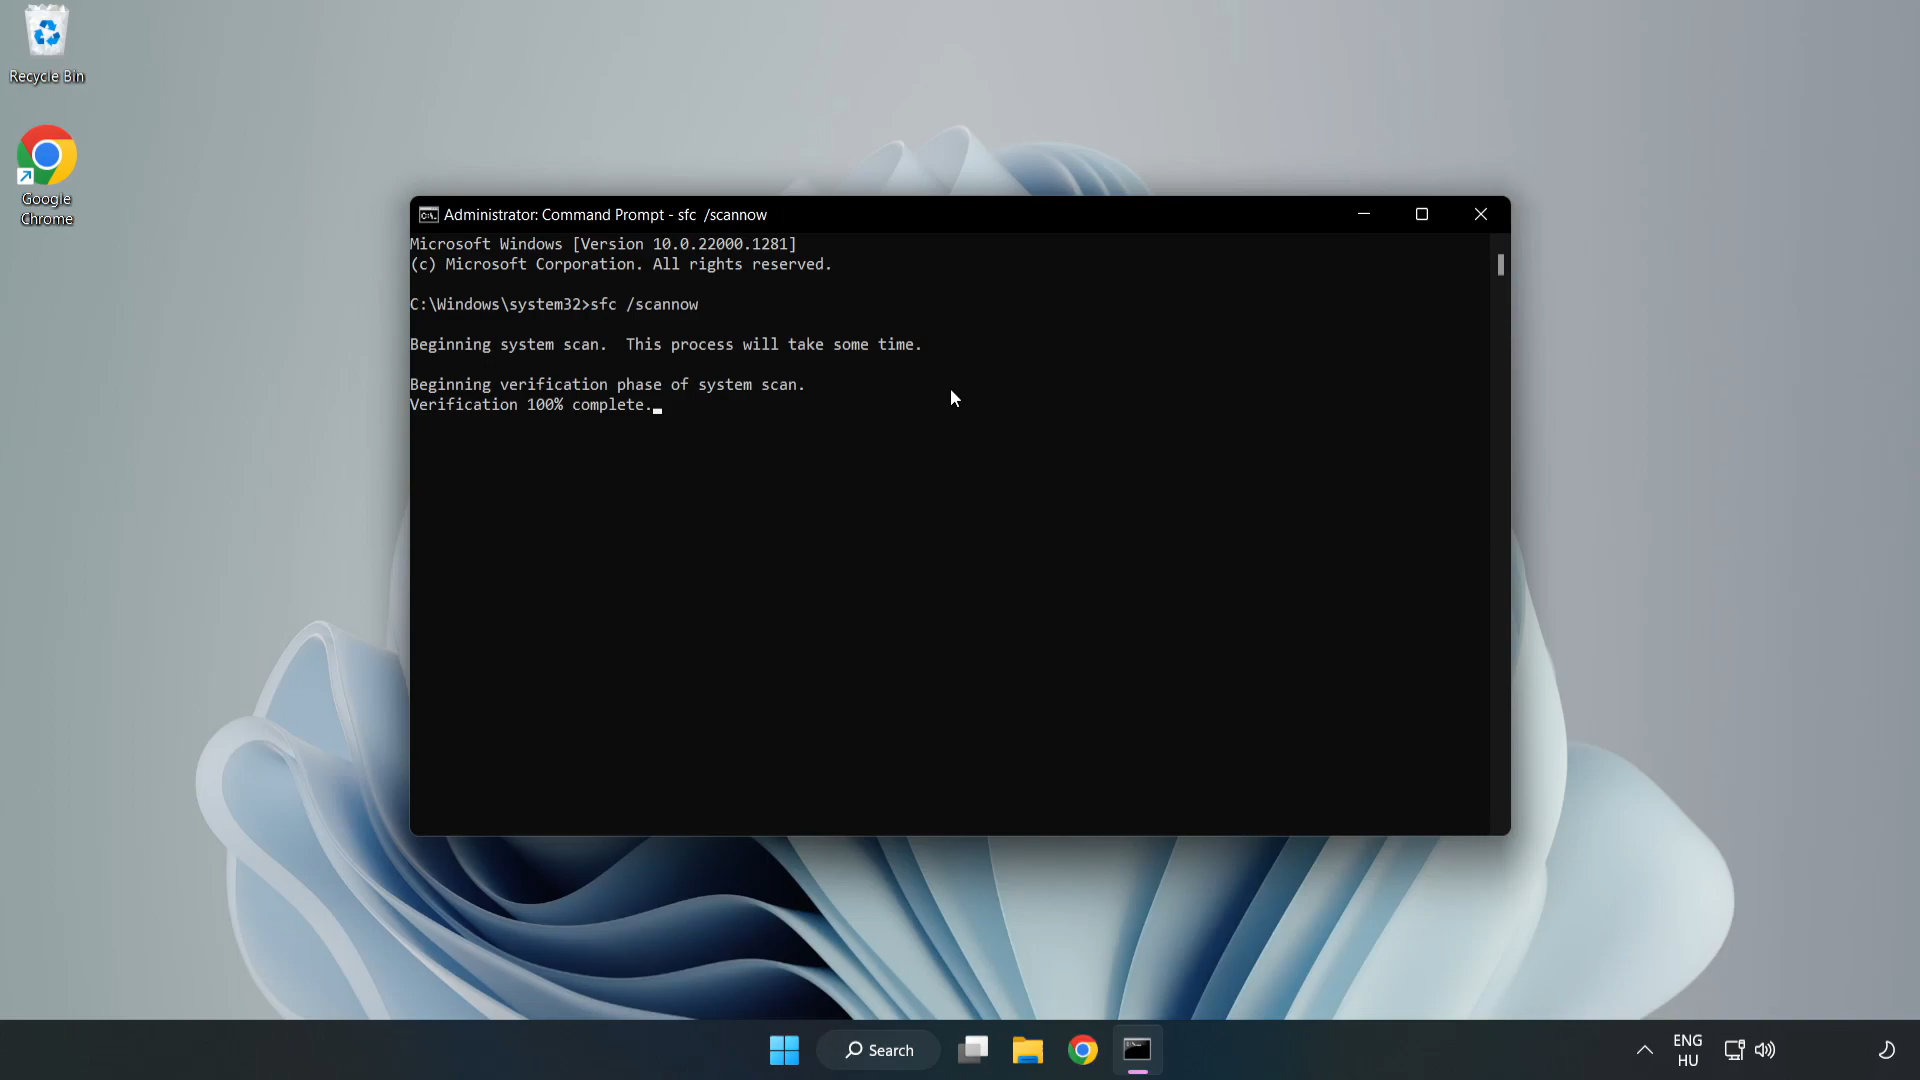 Recycle Bin
Google
Chrome
Administrator: Command Prompt - sfc  /scannow
Microsoft Windows [Version 10.0.22000.1281]
(c) Microsoft Corporation. All rights reserved.
C:\Windows\system32>sfc /scannow
Beginning system scan.  This process will take some time.
Beginning verification phase of system scan.
Verification 100% complete.
Search
ENG
HU